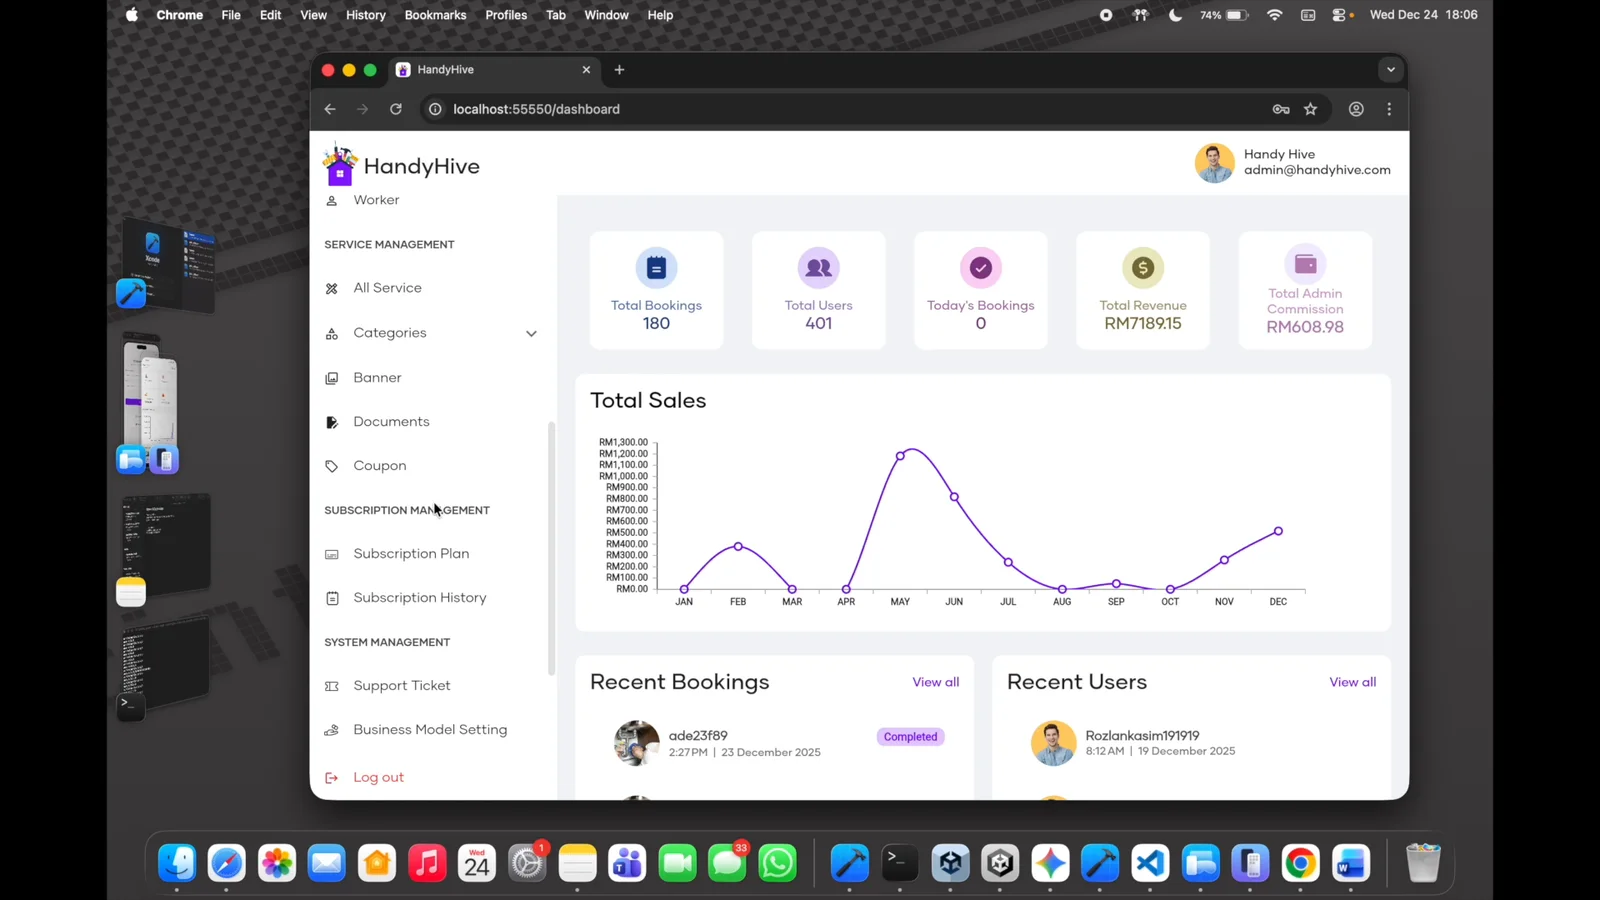 Chrome File Edit View History Bookmarks Profiles Tab Window Help
74% Wed Dec 24 18:06
HandyHive
localhost:55550/dashboard
HandyHive
Handy Hive
admin@handyhive.com
Worker
SERVICE MANAGEMENT
All Service
Categories
Banner
Documents
Coupon
SUBSCRIPTION MANAGEMENT
Subscription Plan
Subscription History
SYSTEM MANAGEMENT
Support Ticket
Business Model Setting
Log out
Total Bookings
180
Total Users
401
Today's Bookings
0
Total Revenue
RM7189.15
Total Admin
Commission
RM608.98
Total Sales
RM1,300.00
RM1,200.00
RM1,100.00
RM1,000.00
RM900.00
RM800.00
RM700.00
RM600.00
RM500.00
RM400.00
RM300.00
RM200.00
RM100.00
RM0.00
JAN FEB MAR APR MAY JUN JUL AUG SEP OCT NOV DEC
Recent Bookings
View all
ade23f89
2:27 PM | 23 December 2025
Completed
Recent Users
View all
Rozlankasim191919
8:12 AM | 19 December 2025
Xcode
Wed
24
1
33